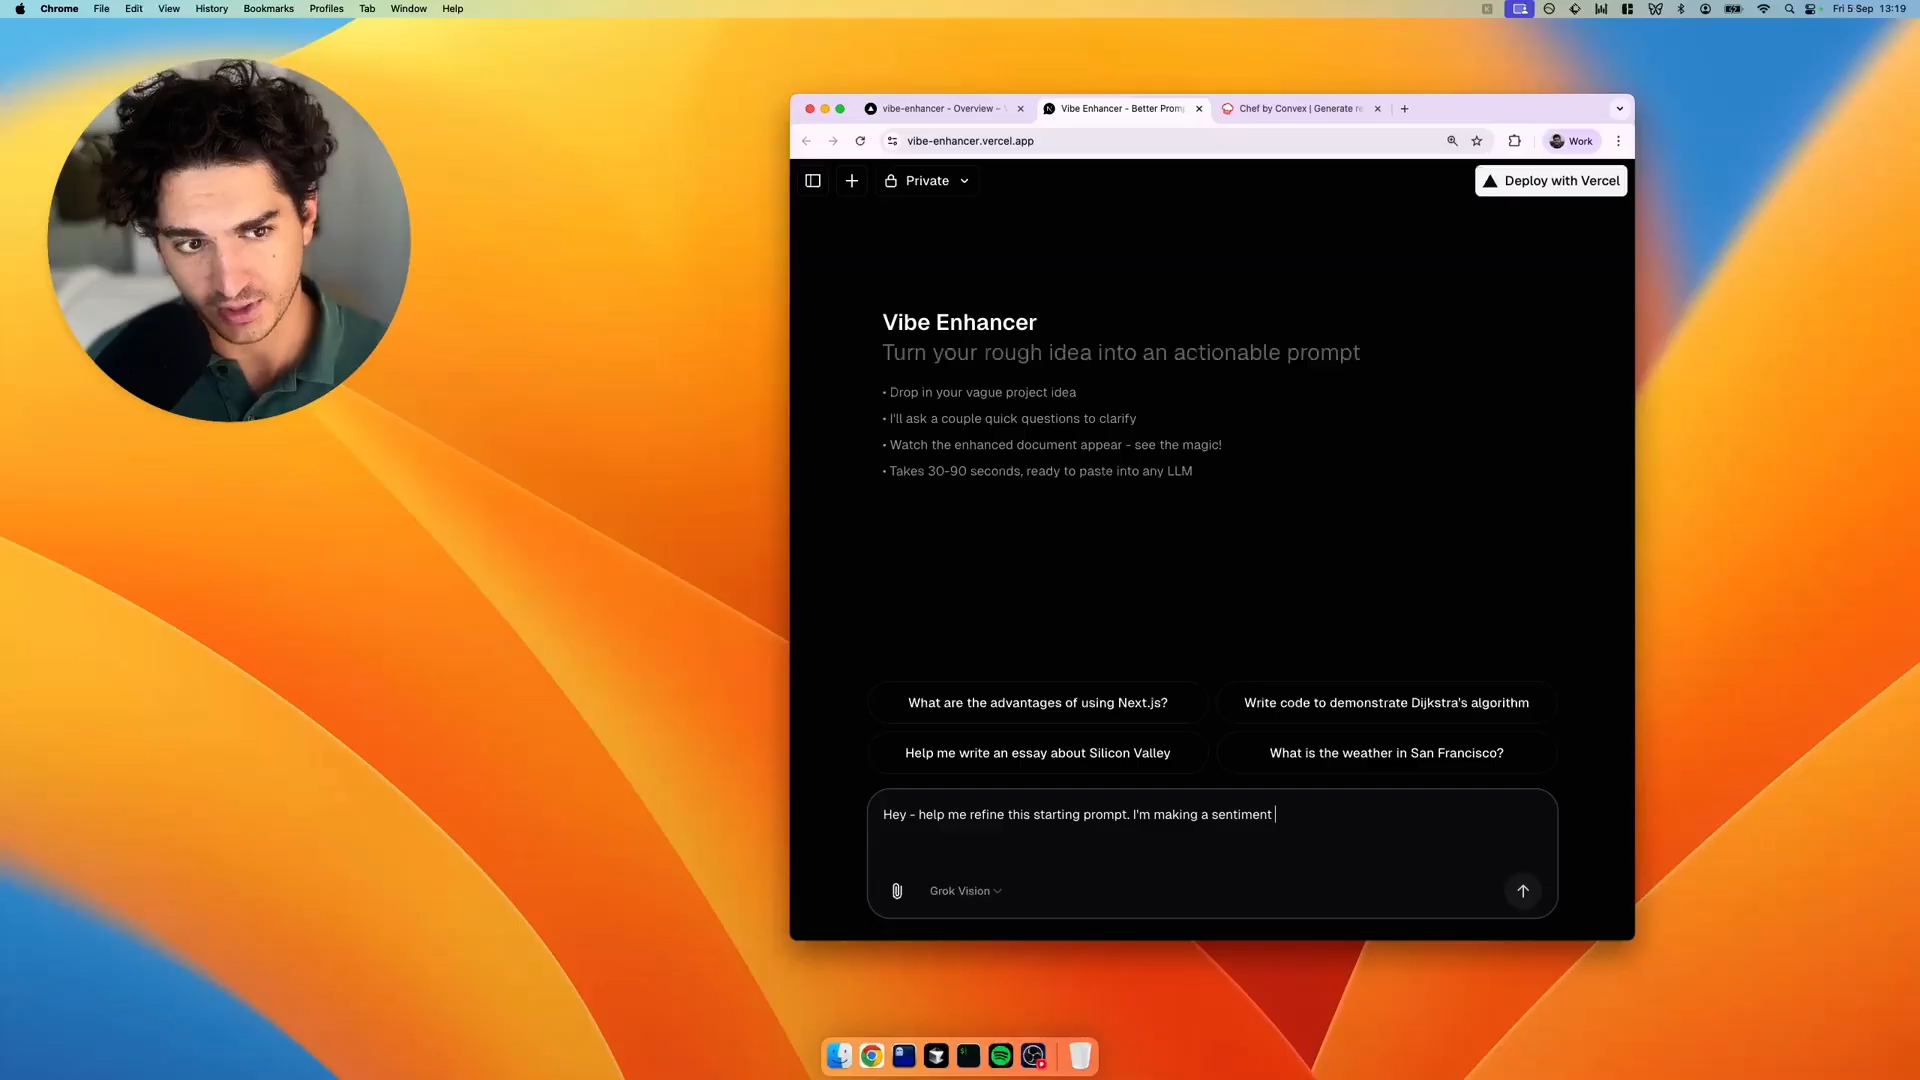 Chrome File Edit View History Bookmarks Profiles Tab Window Help
Fri 5 Sep 13:19
vibe-enhancer - Overview –
Vibe Enhancer - Better Prom
Chef by Convex | Generate re
vibe-enhancer.vercel.app
Work
Private
Deploy with Vercel
Vibe Enhancer
Turn your rough idea into an actionable prompt
• Drop in your vague project idea
• I'll ask a couple quick questions to clarify
• Watch the enhanced document appear - see the magic!
• Takes 30-90 seconds, ready to paste into any LLM
What are the advantages of using Next.js?
Write code to demonstrate Dijkstra's algorithm
Help me write an essay about Silicon Valley
What is the weather in San Francisco?
Hey - help me refine this starting prompt. I'm making a sentiment
Grok Vision